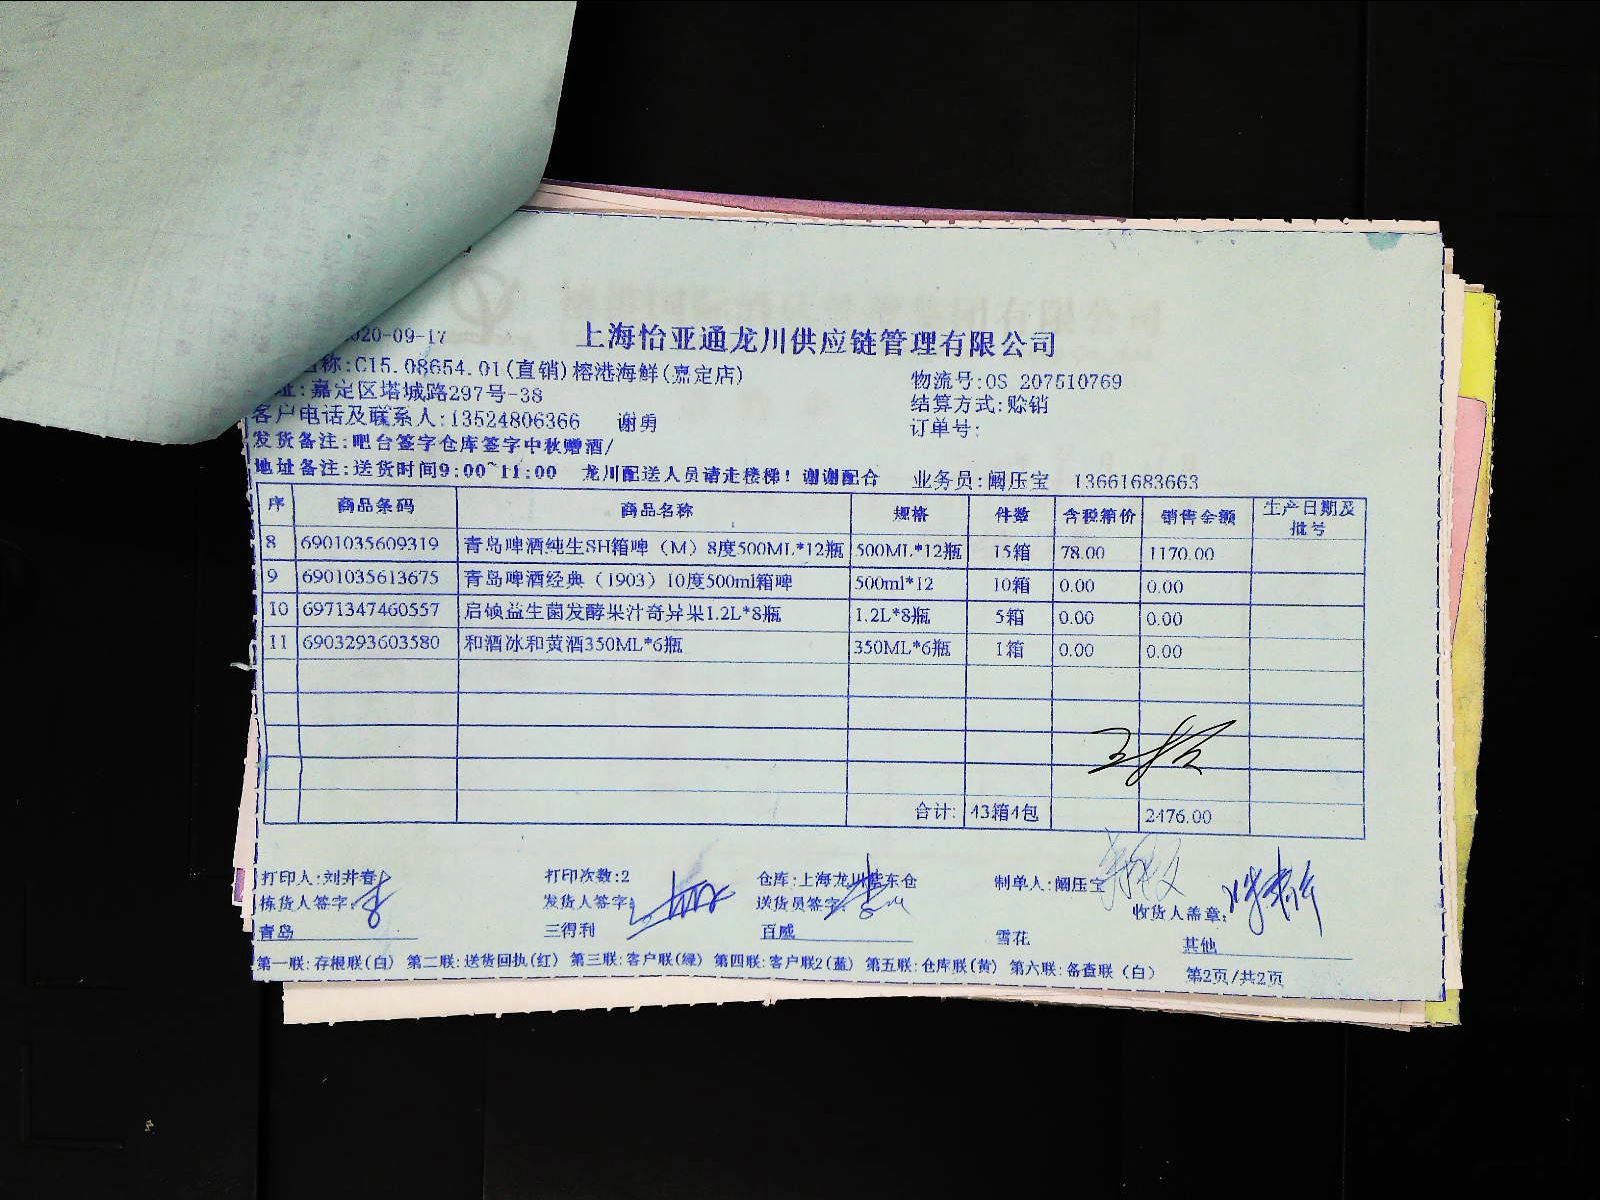 020-09-17
上海怡亚通龙川供应链管理有限公司
称:C15.08654.01(直销)榕港海鲜(嘉定店)
物流号:OS 207510769
址:嘉定区塔城路297号-38
结算方式:赊销
客户电话及联系人:13524806366 谢勇
订单号:
发货备注:吧台签字仓库签字中秋赠酒/
地址备注:送货时间9:00~11:00 龙川配送人员请走楼梯！谢谢配合 业务员:阚压宝 13661683663
序 商品条码 商品名称 规格 件数 含税箱价 销售金额 生产日期及批号
8 6901035609319 青岛啤酒纯生SH箱啤（M）8度500ML*12瓶 500ML*12瓶 15箱 78.00 1170.00
9 6901035613675 青岛啤酒经典（1903）10度500ml箱啤 500ml*12 10箱 0.00 0.00
10 6971347460557 启硕益生菌发酵果汁奇异果1.2L*8瓶 1.2L*8瓶 5箱 0.00 0.00
11 6903293603580 和酒冰和黄酒350ML*6瓶 350ML*6瓶 1箱 0.00 0.00
合计: 43箱4包 2476.00
打印人:刘井春 打印次数:2 仓库:上海龙川 东仓 制单人:阚压宝
拣货人签字: 发货人签字: 送货员签字: 收货人盖章:
青岛 三得利 百威 雪花 其他
第一联:存根联(白) 第二联:送货回执(红) 第三联:客户联(绿) 第四联:客户联2(蓝) 第五联:仓库联(黄) 第六联:备查联（白） 第2页/共2页